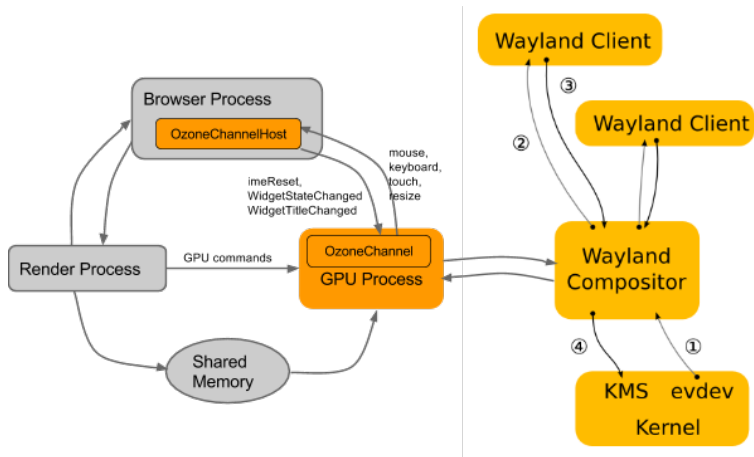 Browser Process
OzoneChannelHost
imeReset,
WidgetStateChanged
WidgetTitleChanged
mouse,
keyboard,
touch,
resize
Render Process
GPU commands
OzoneChannel
GPU Process
Shared
Memory
Wayland Client
③
②
Wayland Client
Wayland
Compositor
④
①
KMS evdev
Kernel